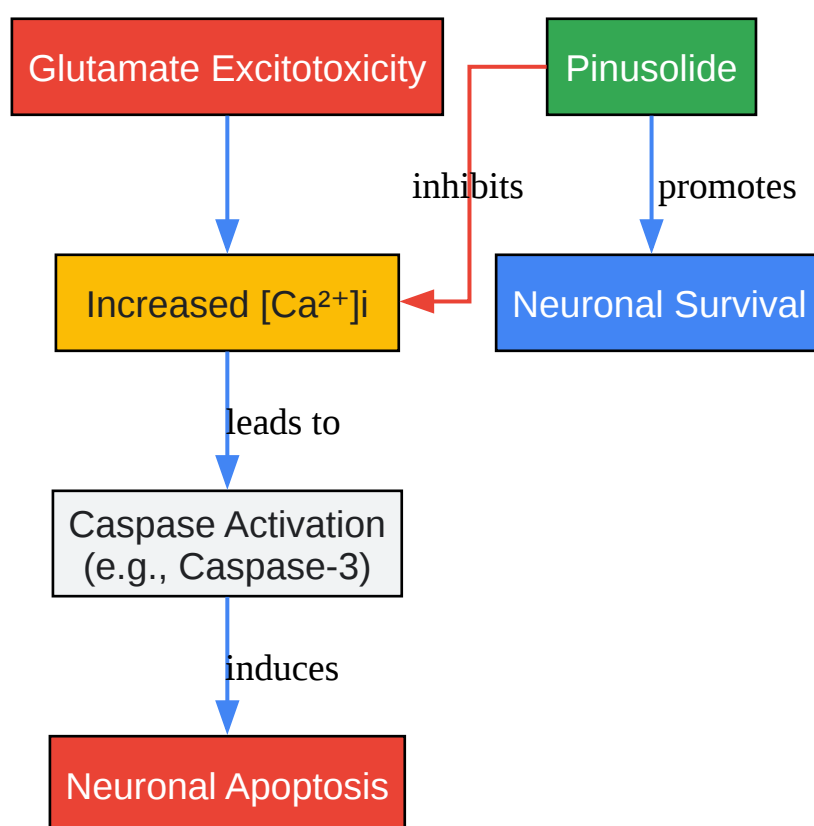 Glutamate Excitotoxicity
Pinusolide
inhibits
promotes
Increased [Ca²⁺]i
Neuronal Survival
leads to
Caspase Activation
(e.g., Caspase-3)
induces
Neuronal Apoptosis